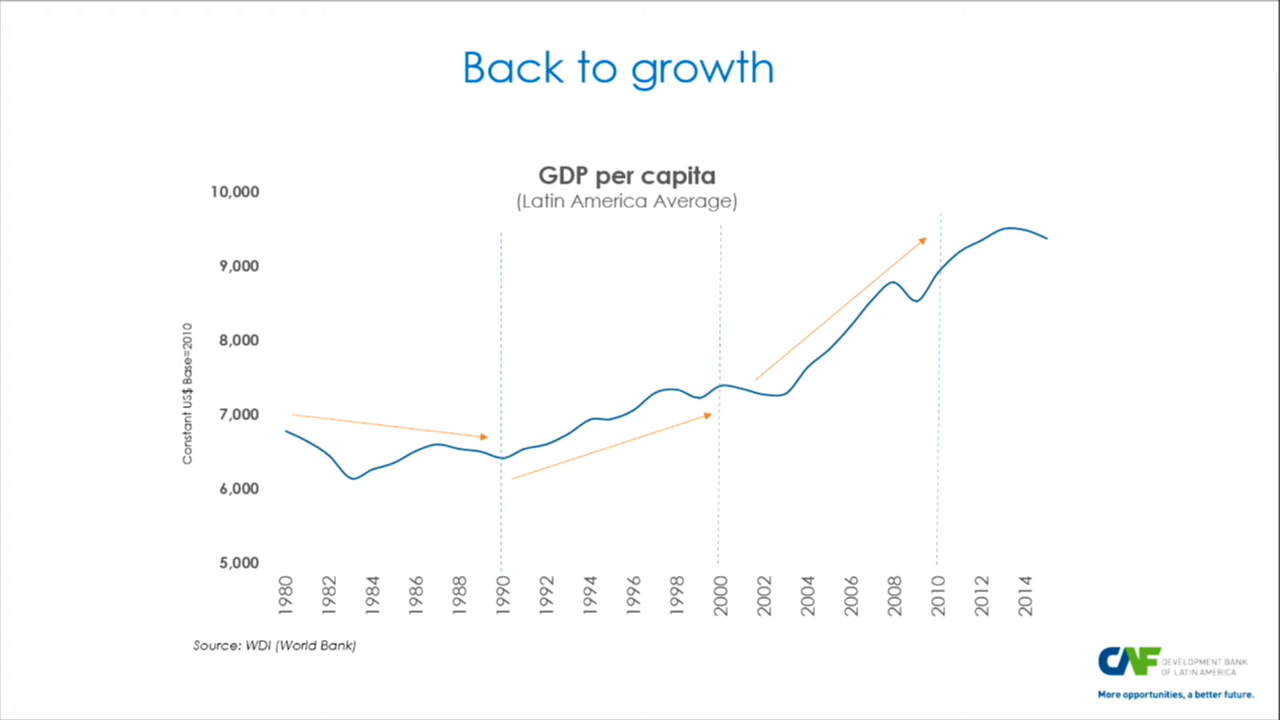 Back to growth
GDP per capita
(Latin America Average)
10,000
9,000
8,000
7,000
6,000
5,000
Constant US$ Base=2010
1980
1982
1984
1986
1988
1990
1992
1994
1996
1998
2000
2002
2004
2006
2008
2010
2012
2014
Source: WDI (World Bank)
CAF
DEVELOPMENT BANK
OF LATIN AMERICA
More opportunities, a better future.